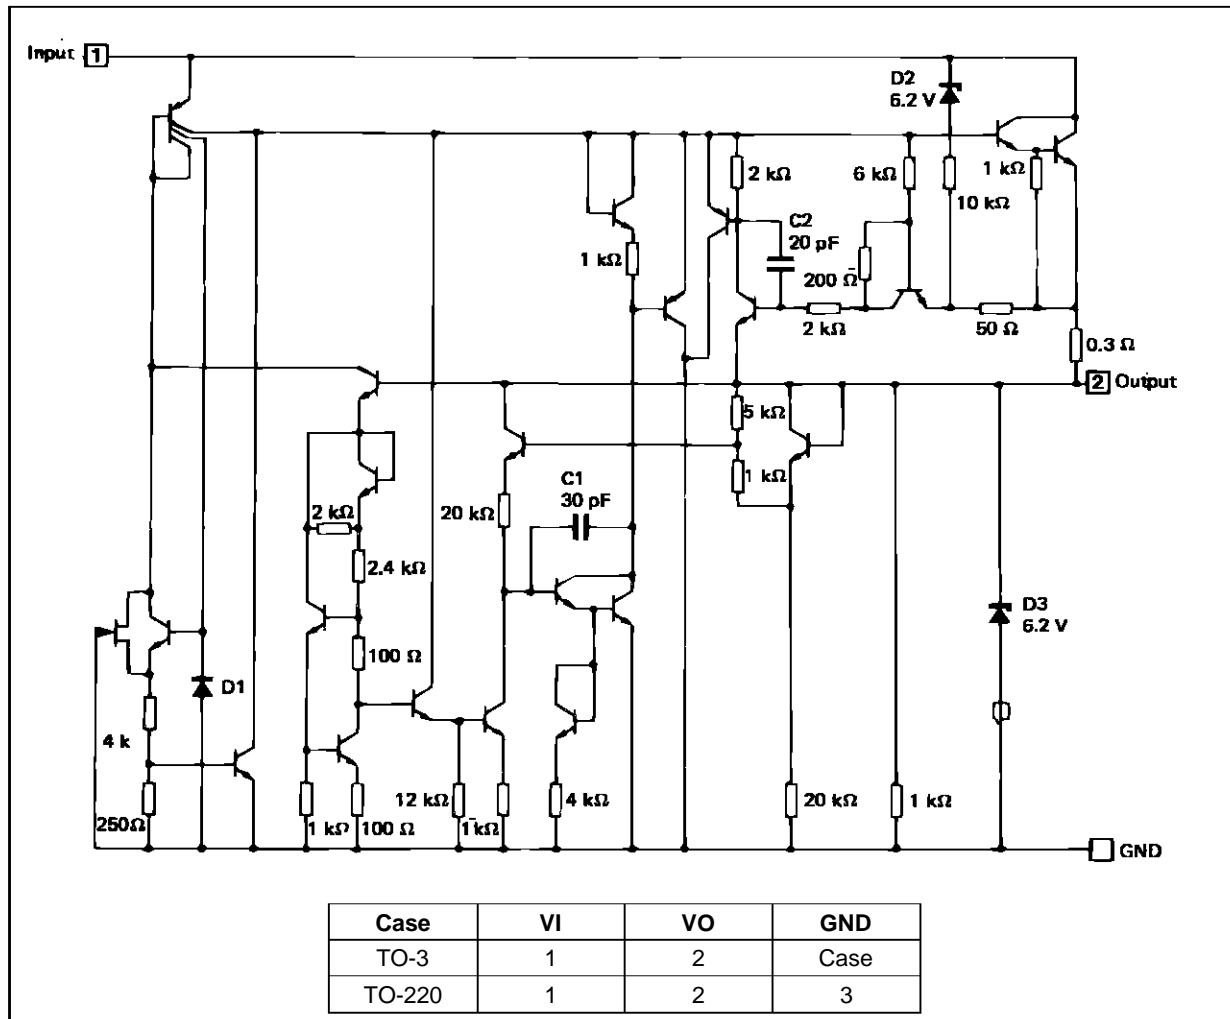 Input 1
D2
6.2 V
2 kΩ
6 kΩ
1 kΩ
10 kΩ
C2
20 pF
1 kΩ
200 Ω
2 kΩ
50 Ω
0.3 Ω
2 Output
5 kΩ
C1
30 pF
1 kΩ
2 kΩ
20 kΩ
2.4 kΩ
D3
6.2 V
100 Ω
D1
4 k
12 kΩ
4 kΩ
20 kΩ
1 kΩ
250Ω
1 kΩ
100 Ω
1 kΩ
GND
Case VI VO GND
TO-3 1 2 Case
TO-220 1 2 3